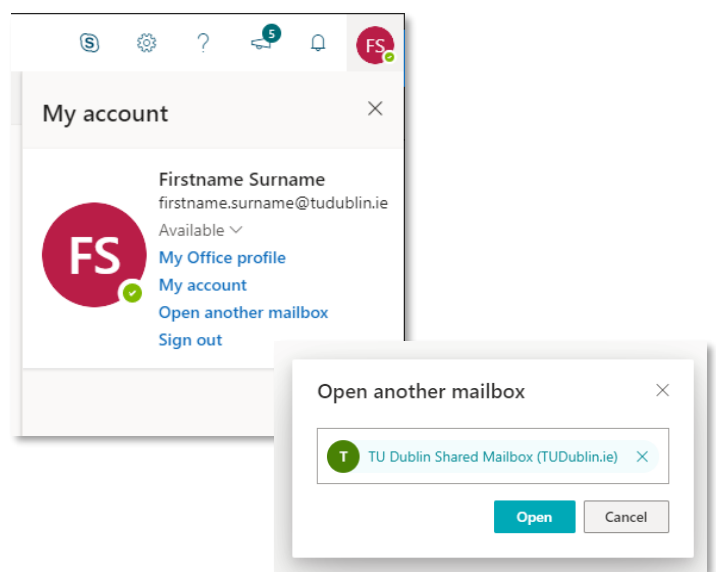 S
?
5
FS
My account
Firstname Surname
firstname.surname@tudublin.ie
FS
Available
My Office profile
My account
Open another mailbox
Sign out
Open another mailbox
T TU Dublin Shared Mailbox (TUDublin.ie)
Open Cancel